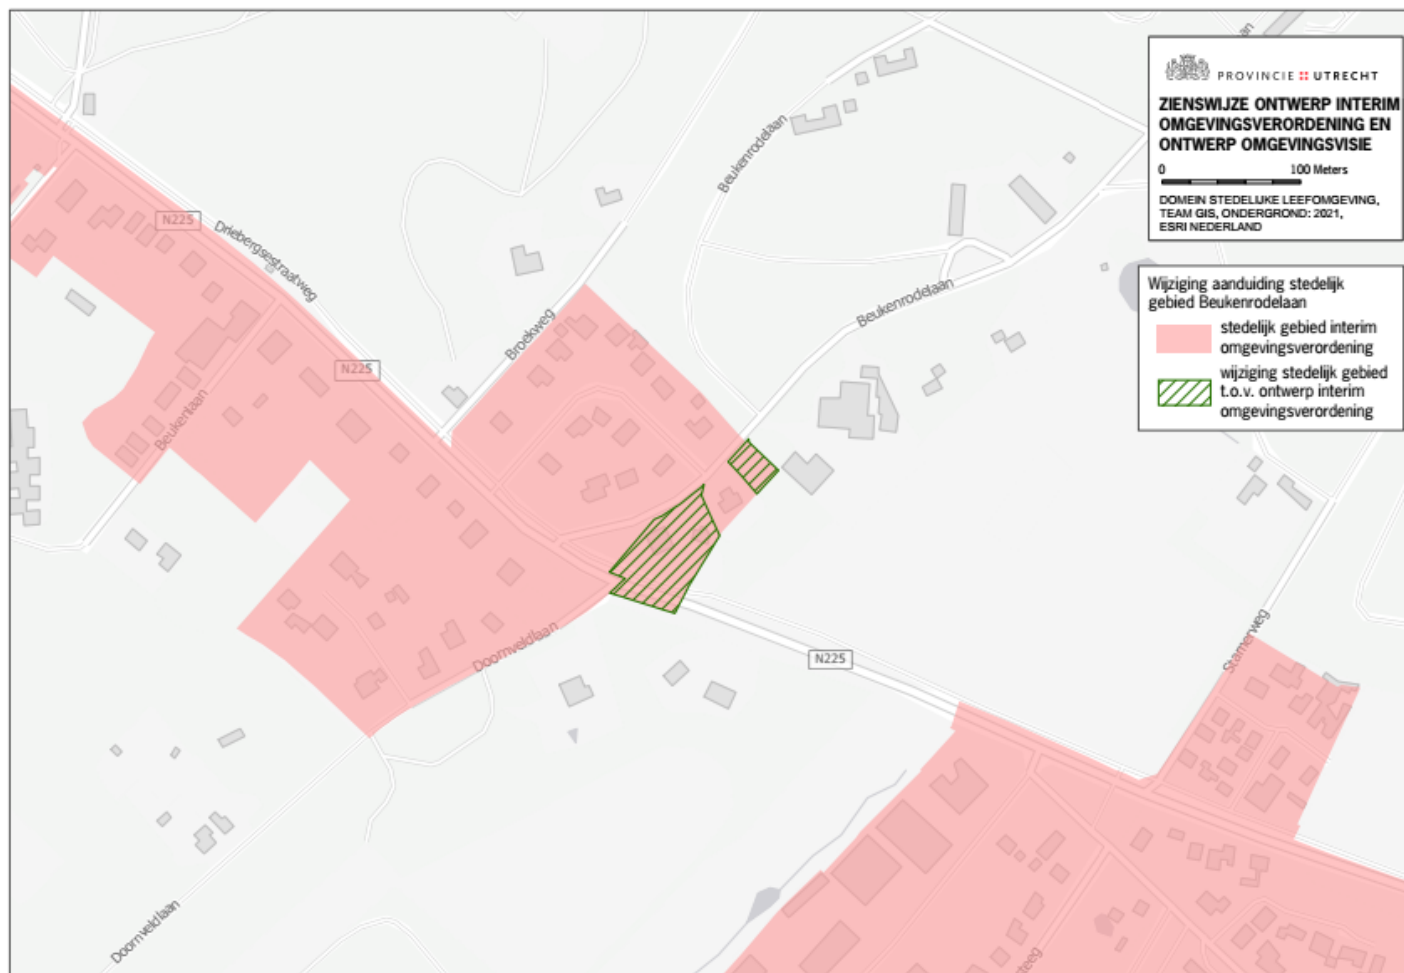 PROVINCIE UTRECHT
ZIENSWIJZE ONTWERP INTERIM
OMGEVINGSVERORDENING EN
ONTWERP OMGEVINGSVISIE
0 100 Meters
DOMEIN STEDELIJKE LEEFOMGEVING,
TEAM GIS, ONDERGROND: 2021,
ESRI NEDERLAND
Wijziging aanduiding stedelijk
gebied Beukenrodelaan
stedelijk gebied interim
omgevingsverordening
wijziging stedelijk gebied
t.o.v. ontwerp interim
omgevingsverordening
N225
Driebergsestraatweg
Beukenrodelaan
Beukenrodelaan
Broekweg
N225
Beukenlaan
Doornveldlaan
N225
Stamerweg
Doornveldlaan